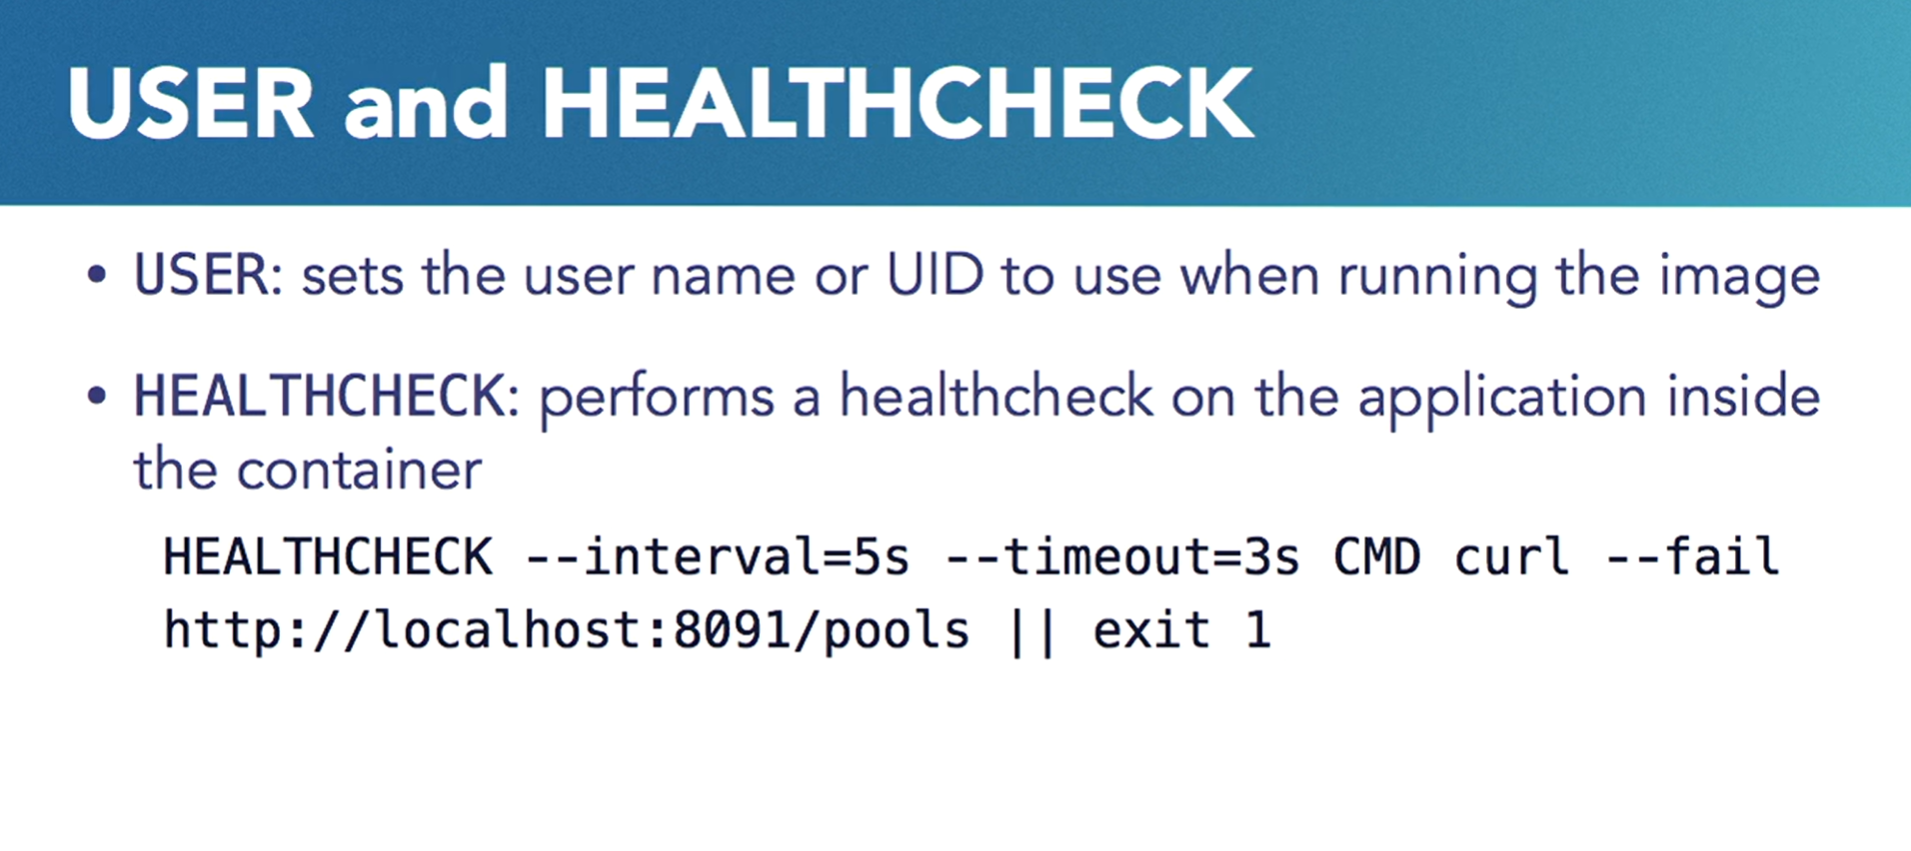 USER and HEALTHCHECK
• USER: sets the user name or UID to use when running the image
• HEALTHCHECK: performs a healthcheck on the application inside
the container
HEALTHCHECK --interval=5s --timeout=3s CMD curl --fail
http://localhost:8091/pools || exit 1